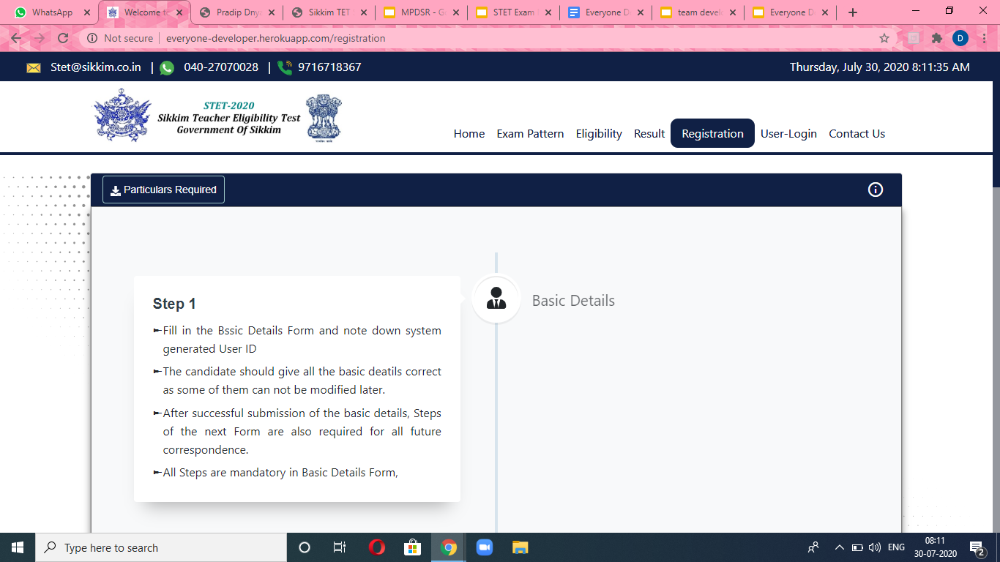 WhatsApp
Welcome to
Pradip Dnya
Sikkim TET
MPDSR - Go
STET Exam
Everyone D
team develo
Everyone D
Not secure
everyone-developer.herokuapp.com/registration
D
Stet@sikkim.co.in | 040-27070028 | 9716718367
Thursday, July 30, 2020 8:11:35 AM
STET-2020
Sikkim Teacher Eligibility Test
Government Of Sikkim
Home Exam Pattern Eligibility Result Registration User-Login Contact Us
Particulars Required
Step 1
Fill in the Bssic Details Form and note down system
generated User ID
The candidate should give all the basic deatils correct
as some of them can not be modified later.
After successful submission of the basic details, Steps
of the next Form are also required for all future
correspondence.
All Steps are mandatory in Basic Details Form,
Basic Details
Type here to search
ENG
08:11
30-07-2020
2